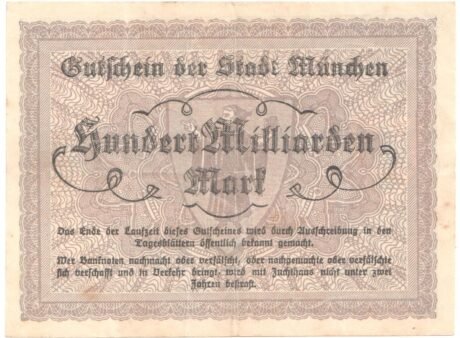 Gutschein der Stadt München
Hundert Milliarden
Mark
Das Ende der Laufzeit dieses Gutscheines wird durch Ausschreibung in den
Tagesblättern öffentlich bekannt gemacht.
Wer Banknoten nachmacht oder verfälscht, oder nachgemachte oder verfälschte
sich verschafft und in Verkehr bringt, wird mit Zuchthaus nicht unter zwei
Jahren bestraft.